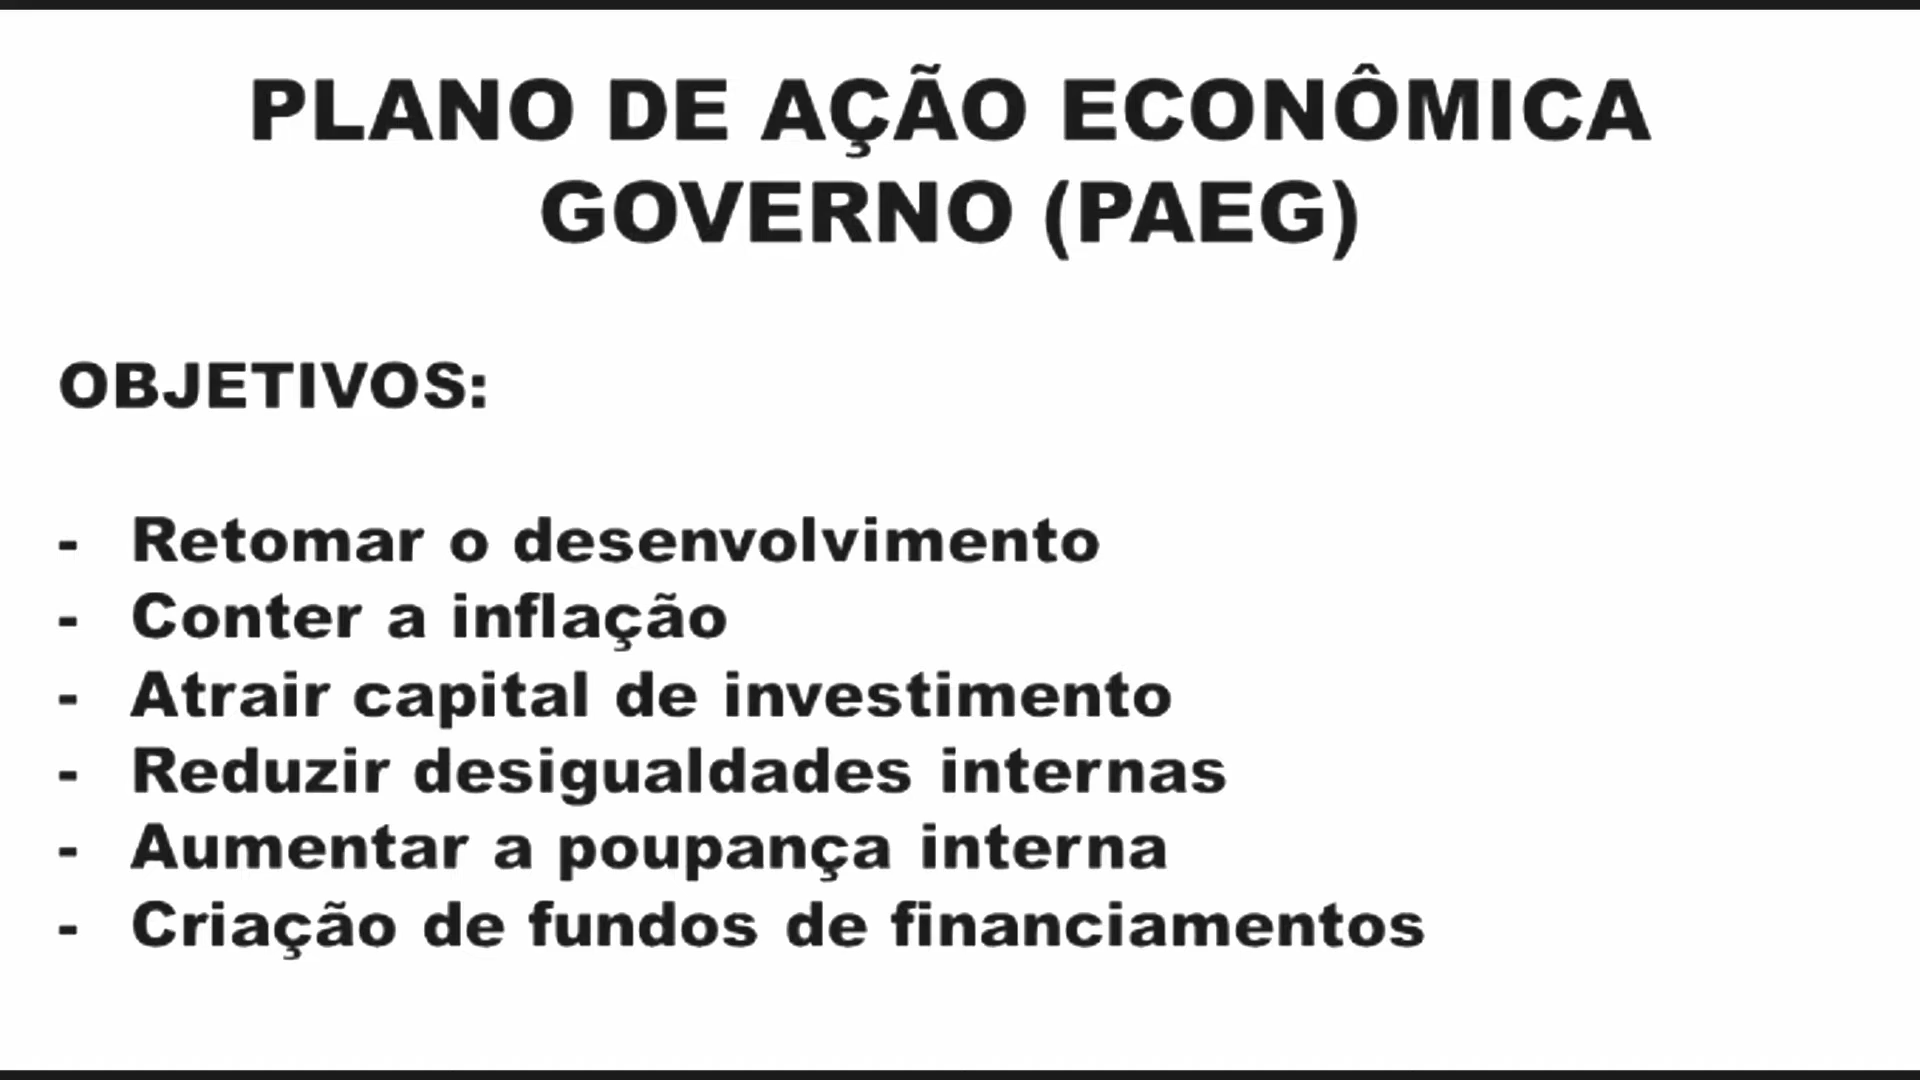 PLANO DE AÇÃO ECONÔMICA
GOVERNO (PAEG)
OBJETIVOS:
- Retomar o desenvolvimento
- Conter a inflação
- Atrair capital de investimento
- Reduzir desigualdades internas
- Aumentar a poupança interna
- Criação de fundos de financiamentos